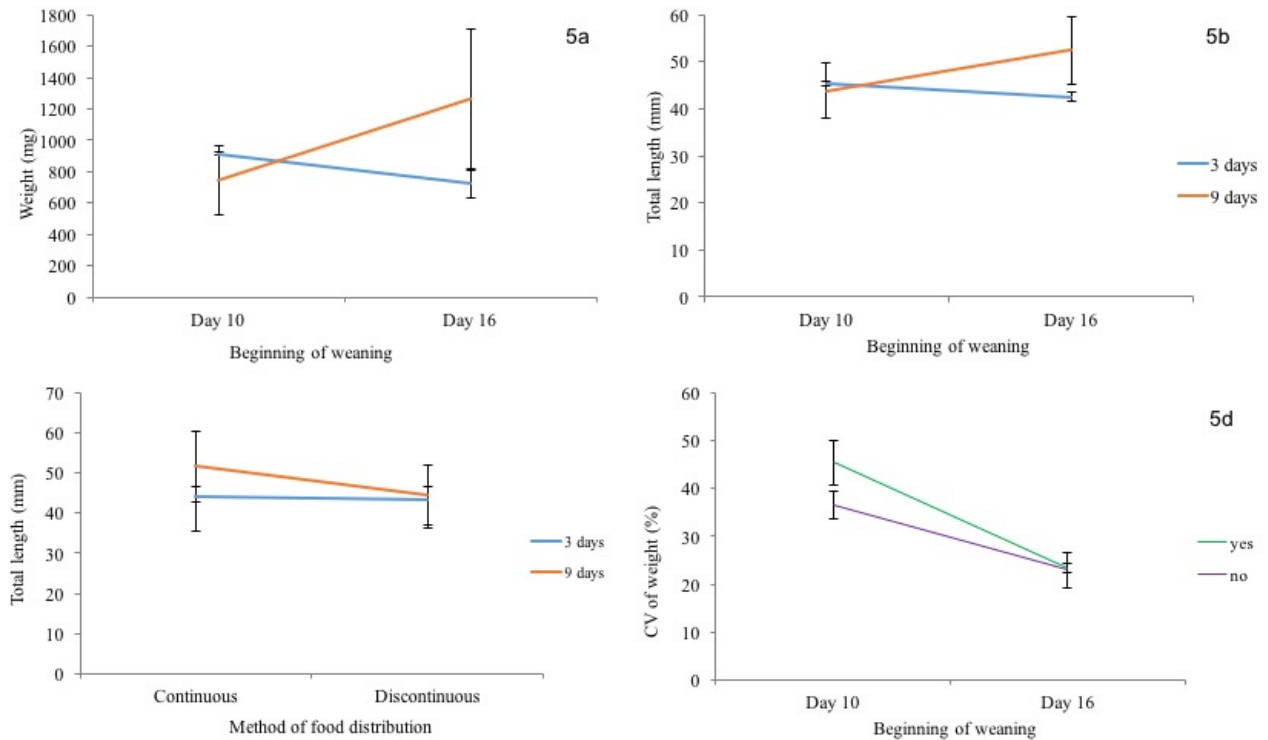 5a
Weight (mg)
1800
1600
1400
1200
1000
800
600
400
200
0
Day 10
Day 16
Beginning of weaning
5b
Total length (mm)
60
50
40
30
20
10
0
Day 10
Day 16
Beginning of weaning
3 days
9 days
Total length (mm)
70
60
50
40
30
20
10
0
Continuous
Discontinuous
Method of food distribution
3 days
9 days
5d
CV of weight (%)
60
50
40
30
20
10
0
Day 10
Day 16
Beginning of weaning
yes
no